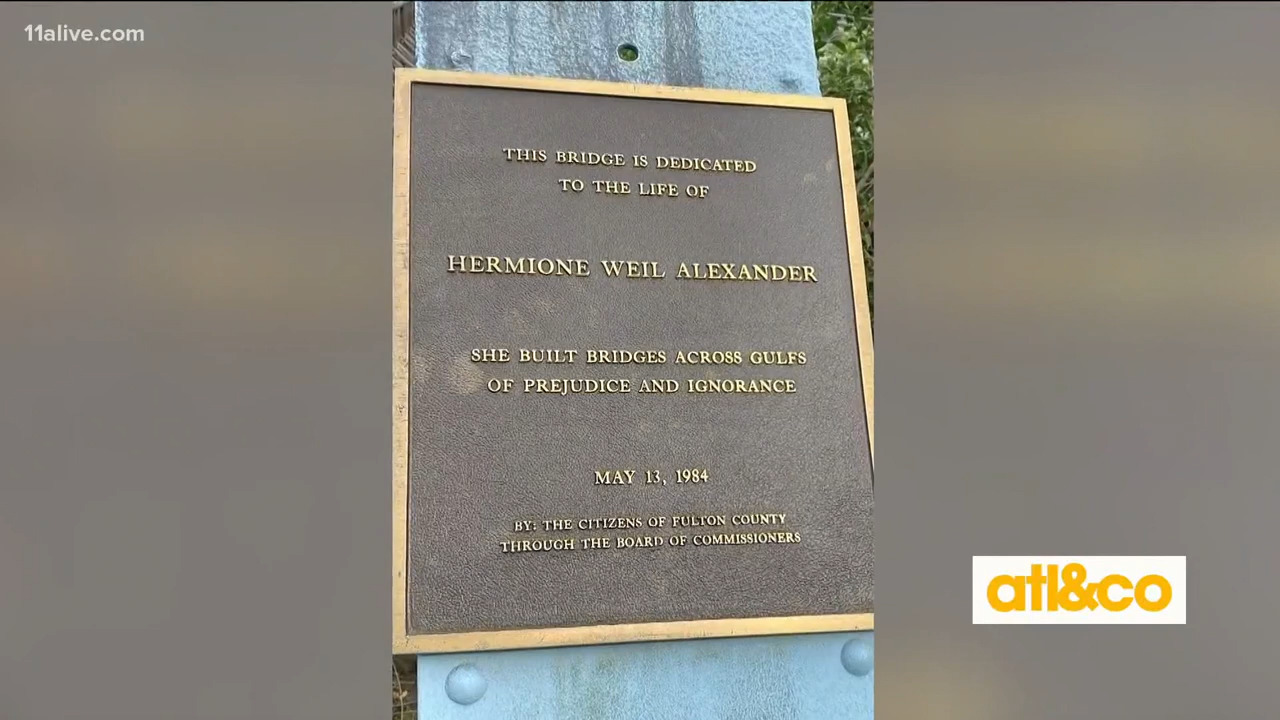 11alive.com
THIS BRIDGE IS DEDICATED
TO THE LIFE OF
HERMIONE WEIL ALEXANDER
SHE BUILT BRIDGES ACROSS GULFS
OF PREJUDICE AND IGNORANCE
MAY 13, 1984
BY: THE CITIZENS OF FULTON COUNTY
THROUGH THE BOARD OF COMMISSIONERS
atl&co